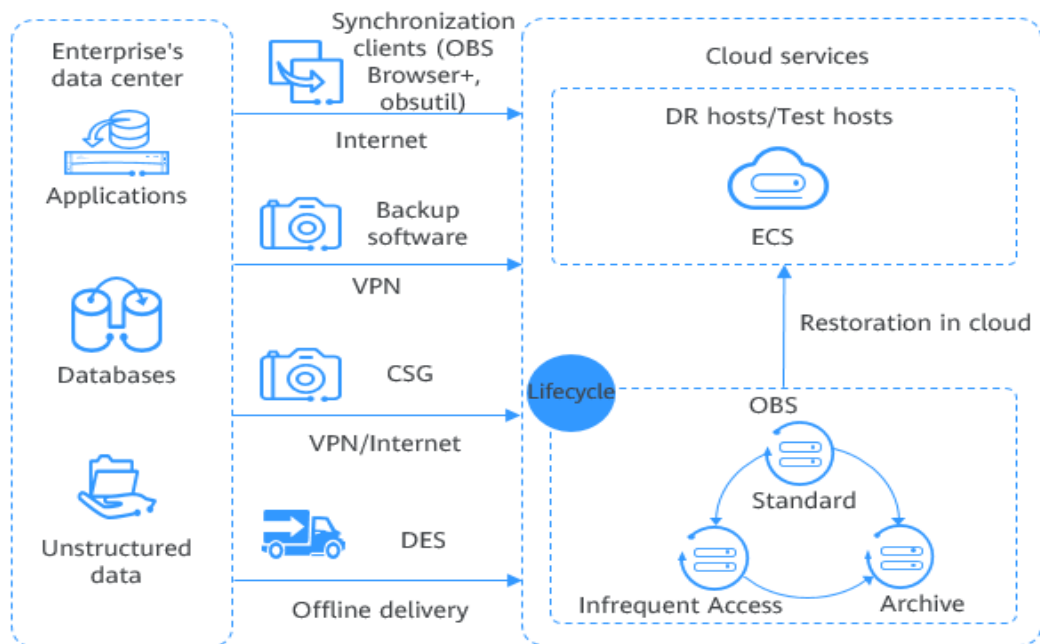 Enterprise's
data center
Applications
Databases
Unstructured
data
Synchronization
clients (OBS
Browser+,
obsutil)
Internet
Backup
software
VPN
CSG
VPN/Internet
DES
Offline delivery
Cloud services
DR hosts/Test hosts
ECS
Restoration in cloud
Lifecycle
OBS
Standard
Infrequent Access
Archive